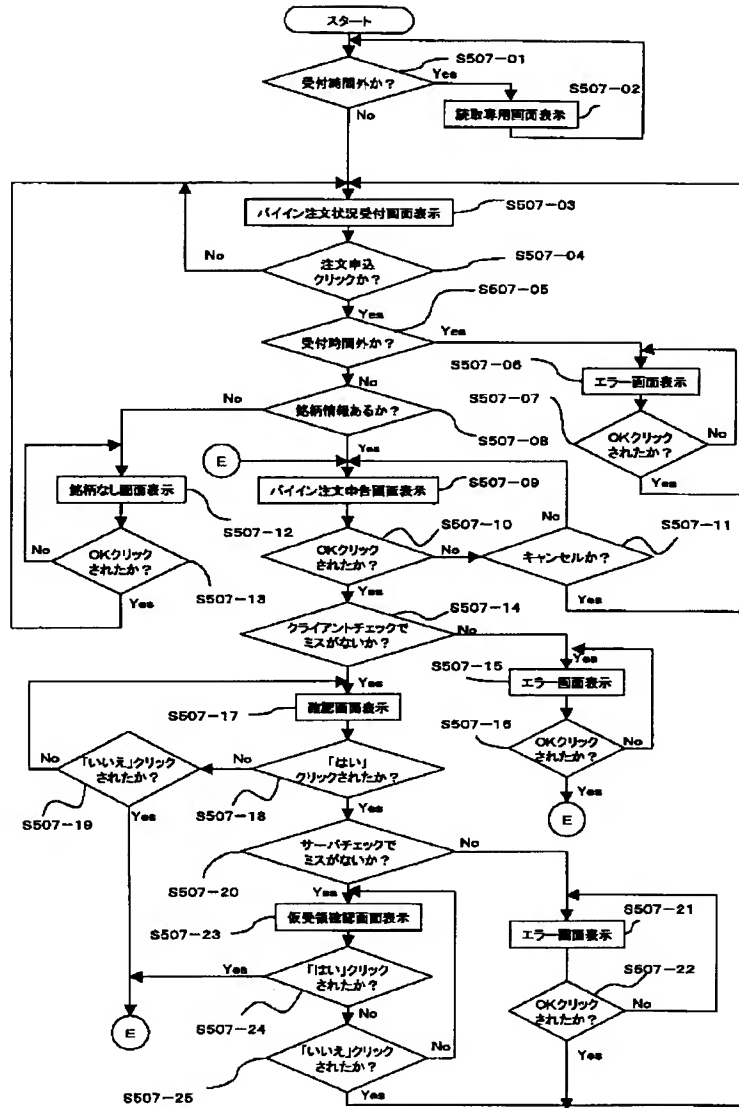 スタート
S507-01
受付時間外か?
Yes
S507-02
読取専用画面表示
No
バイイン注文状況受付画面表示
S507-03
No
注文申込
クリックか?
S507-04
S507-05
Yes
受付時間外か?
Yes
S507-06
エラー画面表示
No
No
銘柄情報あるか?
S507-07
OKクリック
されたか?
No
S507-08
E
Yes
Yes
銘柄なし画面表示
バイイン注文申告画面表示
S507-09
S507-12
S507-10
No
S507-11
No
OKクリック
されたか?
OKクリック
されたか?
No
キャンセルか?
S507-13
Yes
Yes
Yes
S507-14
クライアントチェックで
ミスがないか?
No
S507-15
Yes
エラー画面表示
Yes
S507-17
確認画面表示
S507-16
OKクリック
されたか?
No
No
「いいえ」クリック
されたか?
No
「はい」
クリックされたか?
Yes
S507-19
Yes
S507-18
Yes
E
サーバチェックで
ミスがないか?
No
S507-20
Yes
S507-21
S507-23
仮受領確認画面表示
エラー画面表示
Yes
「はい」クリック
されたか?
S507-22
OKクリック
されたか?
No
E
S507-24
No
「いいえ」クリック
されたか?
No
Yes
S507-25
Yes